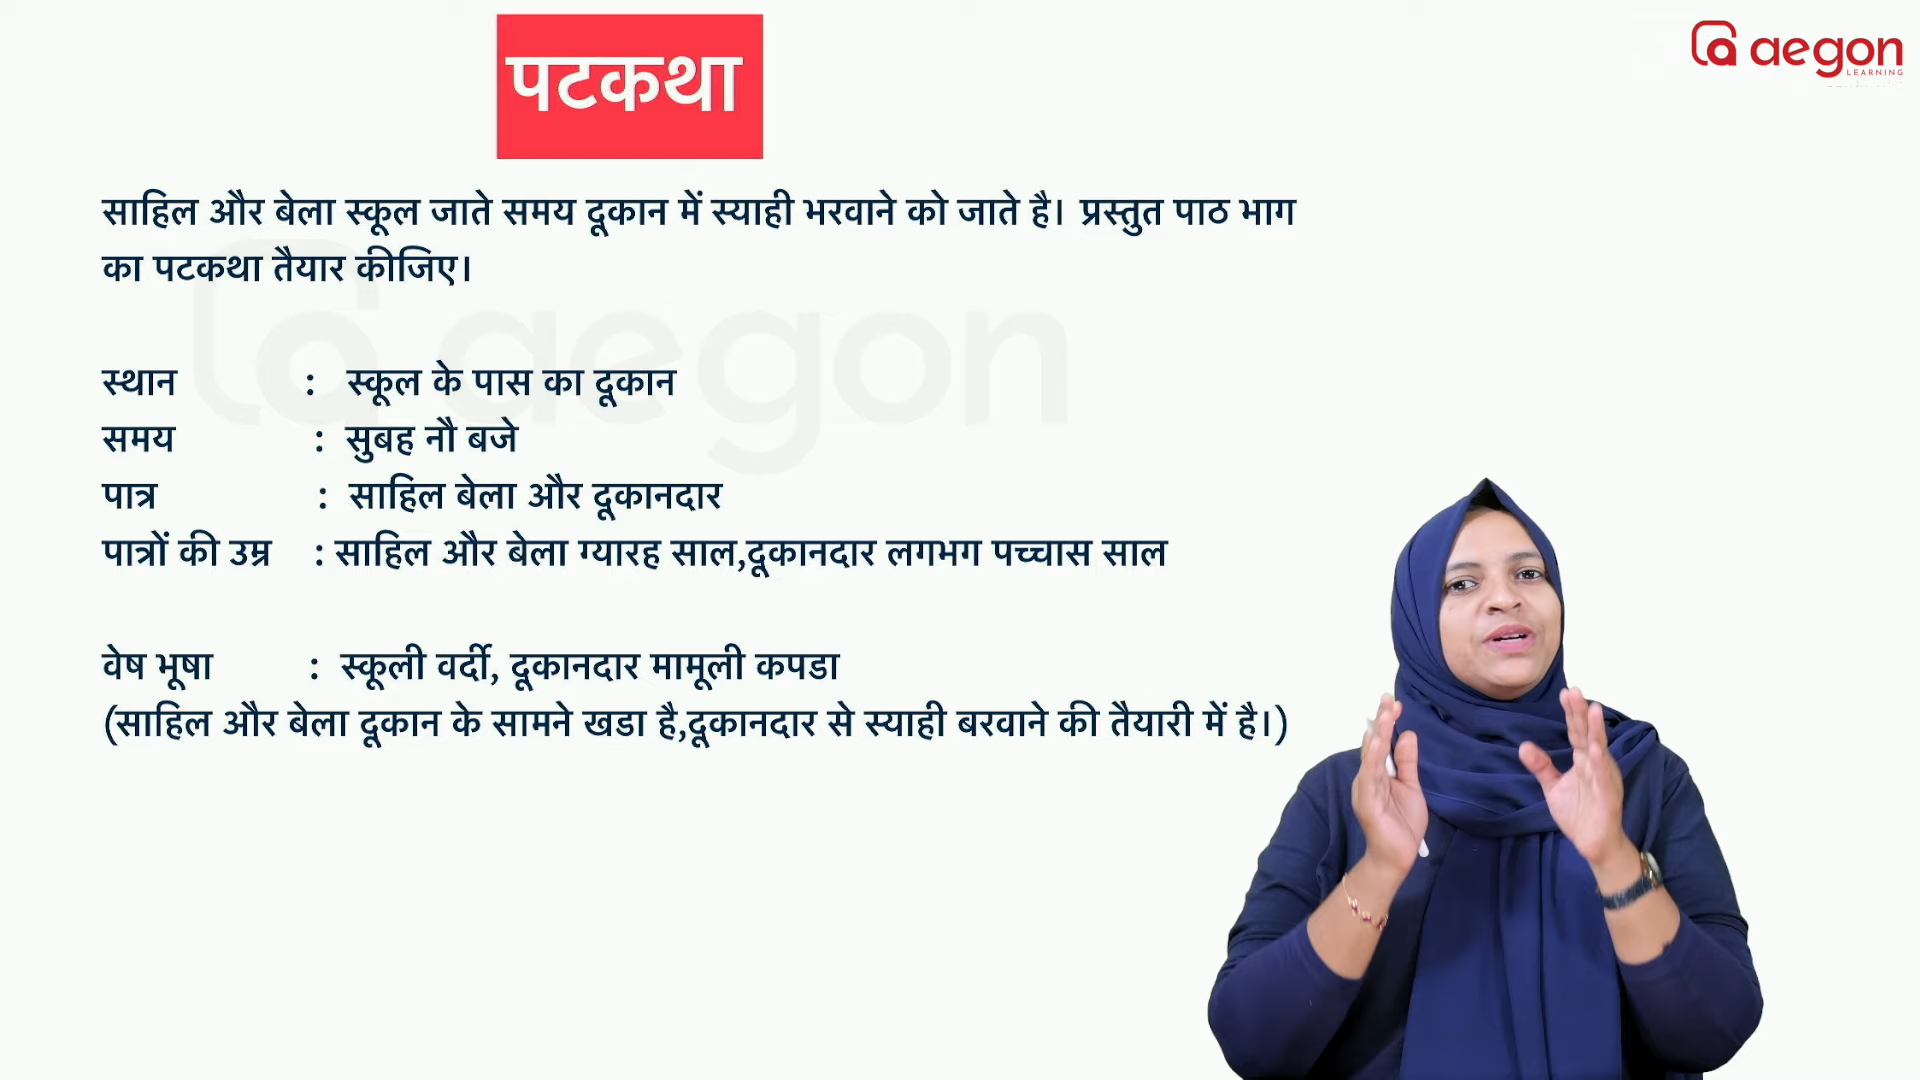 पटकथा
aegon
LEARNING
साहिल और बेला स्कूल जाते समय दूकान में स्याही भरवाने को जाते है। प्रस्तुत पाठ भाग
का पटकथा तैयार कीजिए।
स्थान : स्कूल के पास का दूकान
समय : सुबह नौ बजे
पात्र : साहिल बेला और दूकानदार
पात्रों की उम्र : साहिल और बेला ग्यारह साल,दूकानदार लगभग पच्चास साल
वेष भूषा : स्कूली वर्दी, दूकानदार मामूली कपडा
(साहिल और बेला दूकान के सामने खडा है,दूकानदार से स्याही बरवाने की तैयारी में है।)
aegon